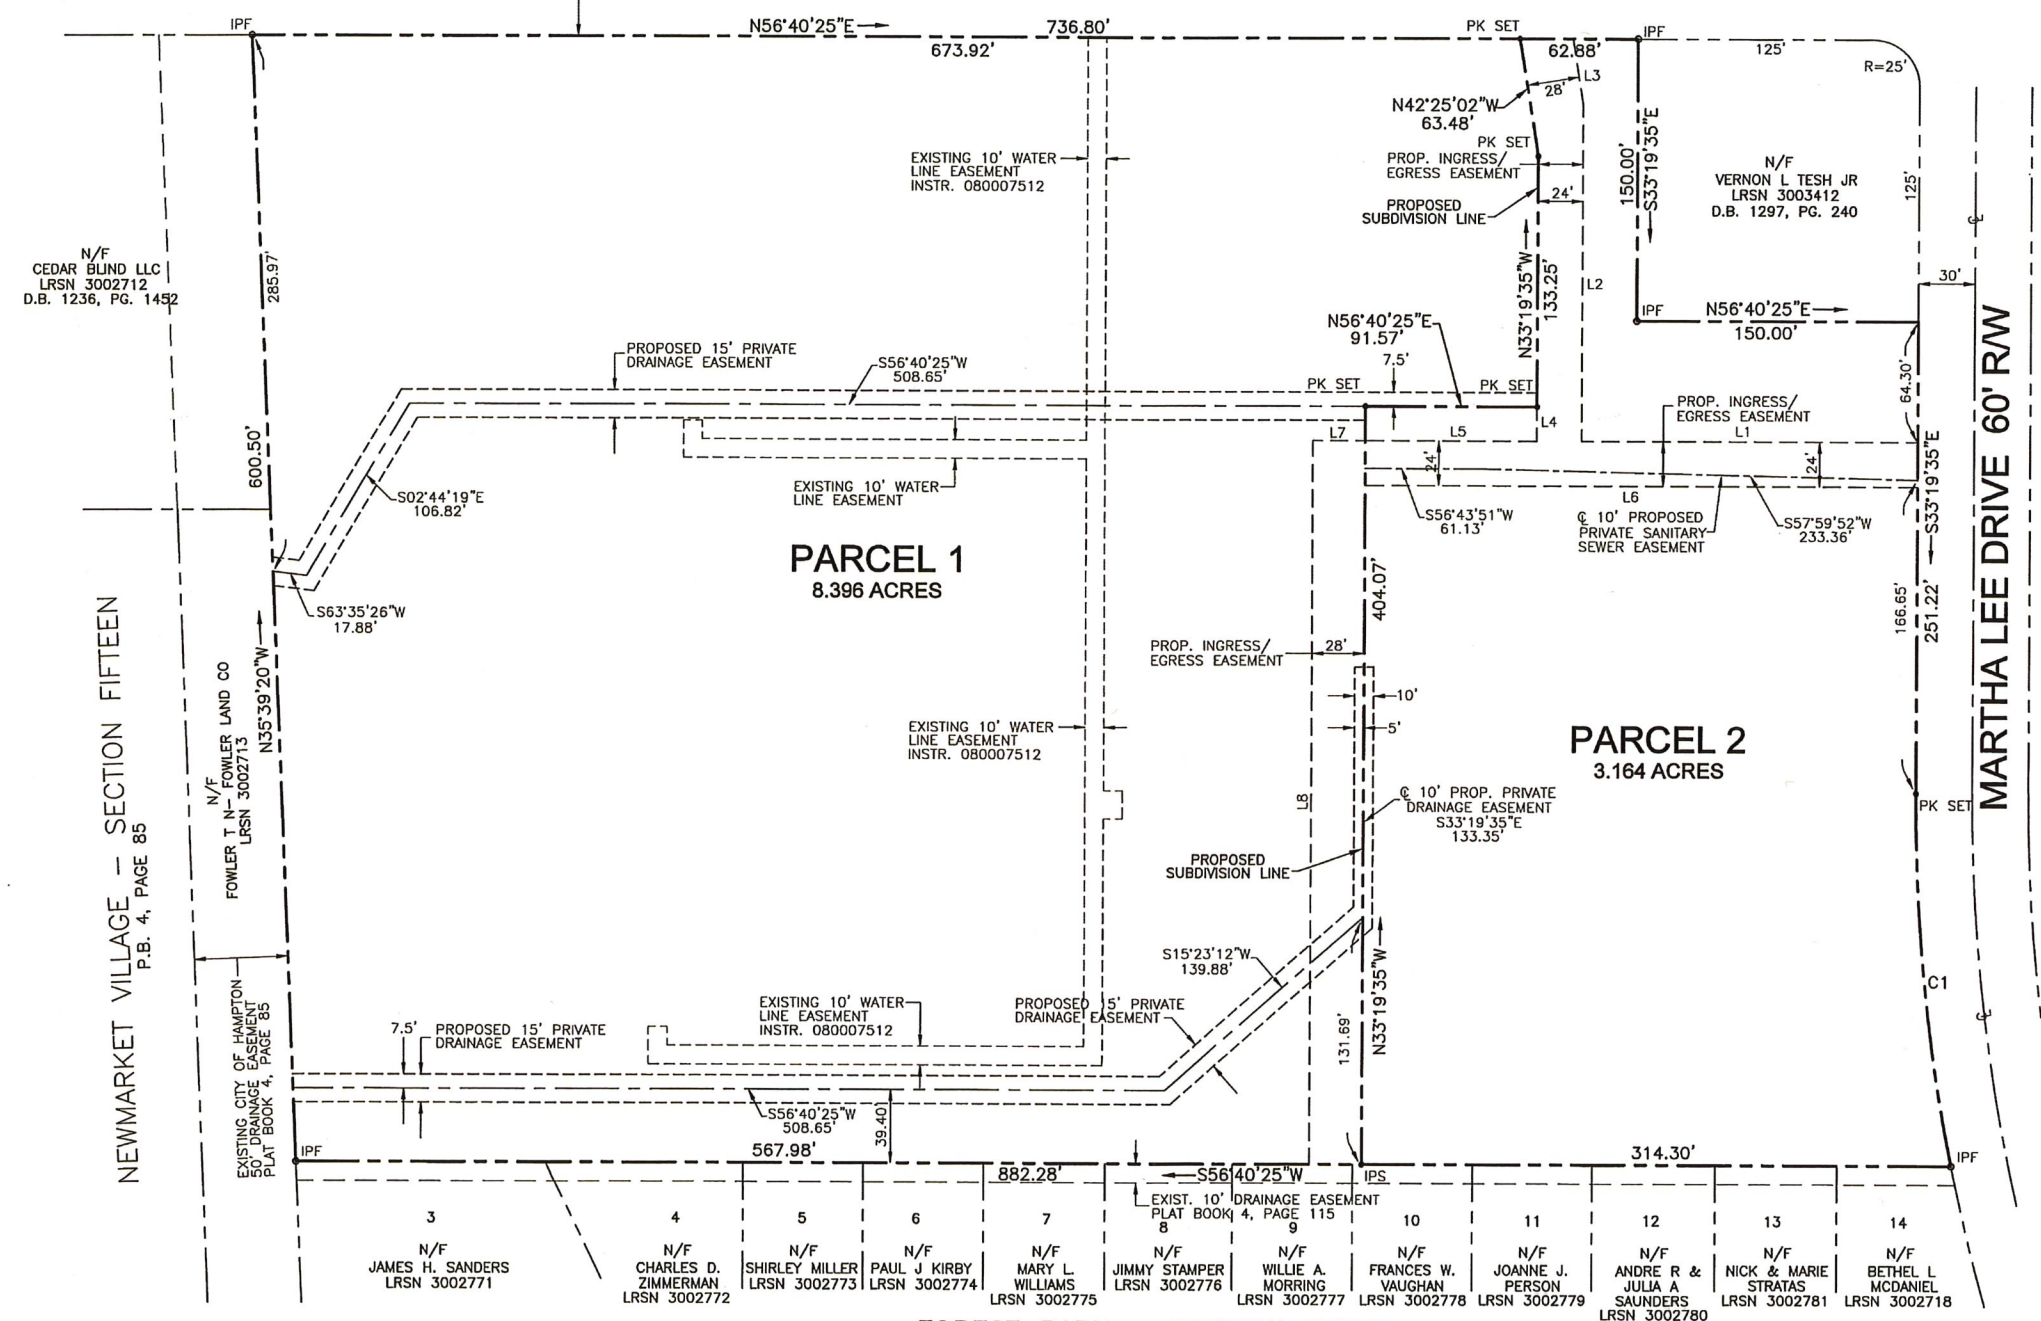 IPF
N56°40'25"E
736.80'
673.92'
PK SET
62.88'
IPF
125'
R=25'
L3
28'
N42°25'02"W
63.48'
PK SET
EXISTING 10' WATER
LINE EASEMENT
INSTR. 080007512
PROP. INGRESS/
EGRESS EASEMENT
24'
PROPOSED
SUBDIVISION LINE
150.00'
S33°19'35"E
N/F
VERNON L TESH JR
LRSN 3003412
D.B. 1297, PG. 240
125'
N/F
CEDAR BLIND LLC
LRSN 3002712
D.B. 1236, PG. 1452
285.97'
N33°19'35"W
133.25'
L2
30'
IPF
N56°40'25"E
150.00'
N56°40'25"E
91.57'
7.5'
PROPOSED 15' PRIVATE
DRAINAGE EASEMENT
S56°40'25"W
508.65'
PK SET
PK SET
64.30'
PROP. INGRESS/
EGRESS EASEMENT
L4
L7
L5
L1
24'
24'
600.50'
S02°44'19"E
106.82'
EXISTING 10' WATER
LINE EASEMENT
L6
S56°43'51"W
61.13'
℄ 10' PROPOSED
PRIVATE SANITARY
SEWER EASEMENT
S57°59'52"W
233.36'
S33°19'35"E
251.22'
166.65'
MARTHA LEE DRIVE 60' R/W
PARCEL 1
8.396 ACRES
404.07'
S63°35'26"W
17.88'
N35°39'20"W
PROP. INGRESS/
EGRESS EASEMENT
28'
10'
5'
EXISTING 10' WATER
LINE EASEMENT
INSTR. 080007512
PARCEL 2
3.164 ACRES
NEWMARKET VILLAGE – SECTION FIFTEEN
P.B. 4, PAGE 85
N/F
FOWLER T N– FOWLER LAND CO
LRSN 3002713
L8
℄ 10' PROP. PRIVATE
DRAINAGE EASEMENT
S33°19'35"E
133.35'
PK SET
PROPOSED
SUBDIVISION LINE
S15°23'12"W
139.88'
N33°19'35"W
131.69'
C1
℄
℄
EXISTING CITY OF HAMPTON
50' DRAINAGE EASEMENT
PLAT BOOK 4, PAGE 85
7.5'
PROPOSED 15' PRIVATE
DRAINAGE EASEMENT
EXISTING 10' WATER
LINE EASEMENT
INSTR. 080007512
PROPOSED 15' PRIVATE
DRAINAGE EASEMENT
S56°40'25"W
508.65'
39.40'
IPF
567.98'
882.28'
S56°40'25"W
IPS
314.30'
IPF
EXIST. 10' DRAINAGE EASEMENT
PLAT BOOK 4, PAGE 115
3
N/F
JAMES H. SANDERS
LRSN 3002771
4
N/F
CHARLES D.
ZIMMERMAN
LRSN 3002772
5
N/F
SHIRLEY MILLER
LRSN 3002773
6
N/F
PAUL J KIRBY
LRSN 3002774
7
N/F
MARY L.
WILLIAMS
LRSN 3002775
8
N/F
JIMMY STAMPER
LRSN 3002776
9
N/F
WILLIE A.
MORRING
LRSN 3002777
10
N/F
FRANCES W.
VAUGHAN
LRSN 3002778
11
N/F
JOANNE J.
PERSON
LRSN 3002779
12
N/F
ANDRE R &
JULIA A
SAUNDERS
LRSN 3002780
13
N/F
NICK & MARIE
STRATAS
LRSN 3002781
14
N/F
BETHEL L
MCDANIEL
LRSN 3002718